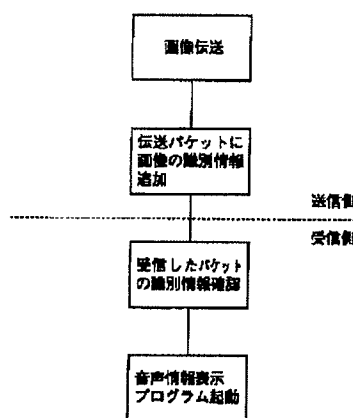 画像伝送
伝送パケットに
画像の識別情報
追加
送信側
受信側
受信したパケット
の識別情報確認
音声情報表示
プログラム起動